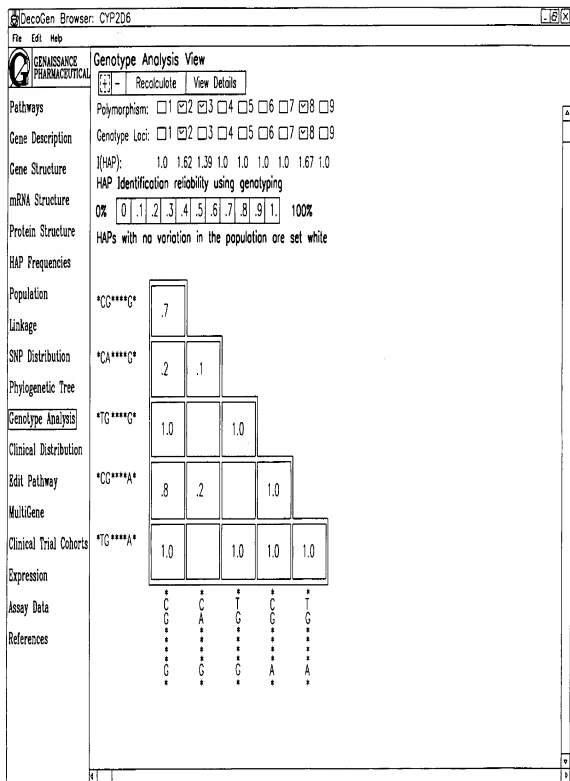 DecoGen Browser: CYP2D6
File Edit Help
GENAISSANCE
PHARMACEUTICAL
Genotype Analysis View
+ - Recalculate View Details
Pathways
Gene Description
Gene Structure
mRNA Structure
Protein Structure
HAP Frequencies
Population
Linkage
SNP Distribution
Phylogenetic Tree
Genotype Analysis
Clinical Distribution
Edit Pathway
MultiGene
Clinical Trial Cohorts
Expression
Assay Data
References
Polymorphism: 1 2 3 4 5 6 7 8 9
Genotype Loci: 1 2 3 4 5 6 7 8 9
I(HAP): 1.0 1.62 1.39 1.0 1.0 1.0 1.0 1.67 1.0
HAP Identification reliability using genotyping
0% 0 .1 .2 .3 .4 .5 .6 .7 .8 .9 1. 100%
HAPs with no variation in the population are set white
*CG****G* .7
*CA****G* .2 .1
*TG****G* 1.0 1.0
*CG****A* .8 .2 1.0
*TG****A* 1.0 1.0 1.0 1.0
*CG****G*
*CA****G*
*TG****G*
*CG****A*
*TG****A*